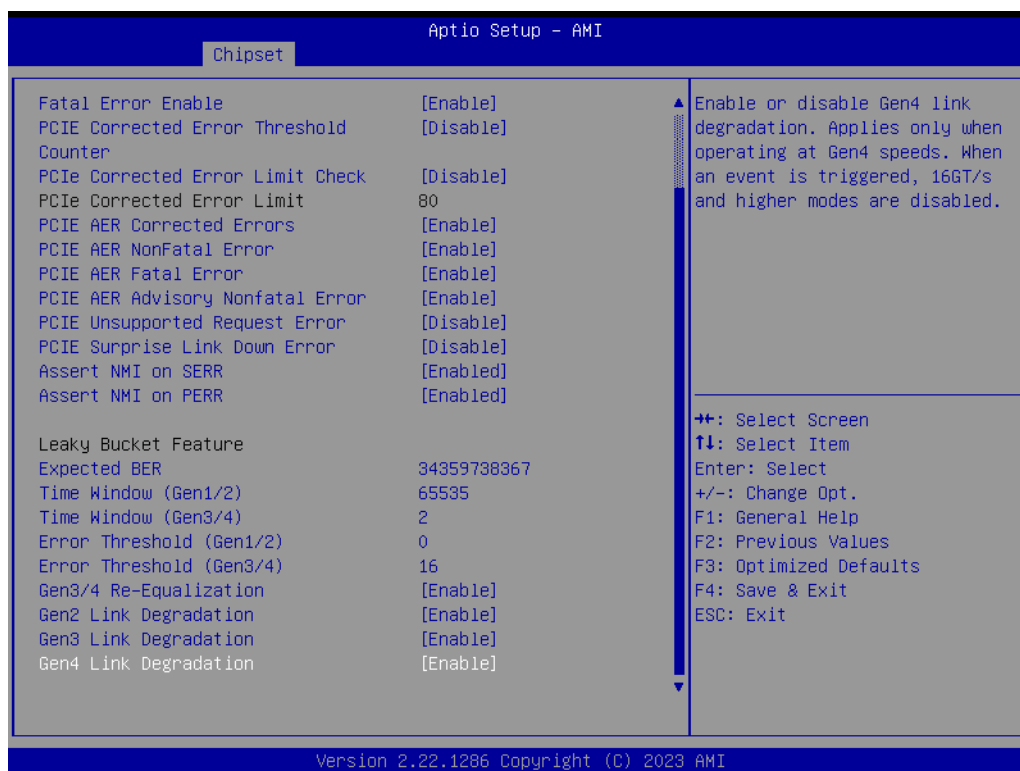 Aptio Setup – AMI
Chipset
Fatal Error Enable [Enable]
PCIE Corrected Error Threshold [Disable]
Counter
PCIe Corrected Error Limit Check [Disable]
PCIe Corrected Error Limit 80
PCIE AER Corrected Errors [Enable]
PCIE AER NonFatal Error [Enable]
PCIE AER Fatal Error [Enable]
PCIE AER Advisory Nonfatal Error [Enable]
PCIE Unsupported Request Error [Disable]
PCIE Surprise Link Down Error [Disable]
Assert NMI on SERR [Enabled]
Assert NMI on PERR [Enabled]
Leaky Bucket Feature
Expected BER 34359738367
Time Window (Gen1/2) 65535
Time Window (Gen3/4) 2
Error Threshold (Gen1/2) 0
Error Threshold (Gen3/4) 16
Gen3/4 Re-Equalization [Enable]
Gen2 Link Degradation [Enable]
Gen3 Link Degradation [Enable]
Gen4 Link Degradation [Enable]
Enable or disable Gen4 link
degradation. Applies only when
operating at Gen4 speeds. When
an event is triggered, 16GT/s
and higher modes are disabled.
→←: Select Screen
↑↓: Select Item
Enter: Select
+/-: Change Opt.
F1: General Help
F2: Previous Values
F3: Optimized Defaults
F4: Save & Exit
ESC: Exit
Version 2.22.1286 Copyright (C) 2023 AMI